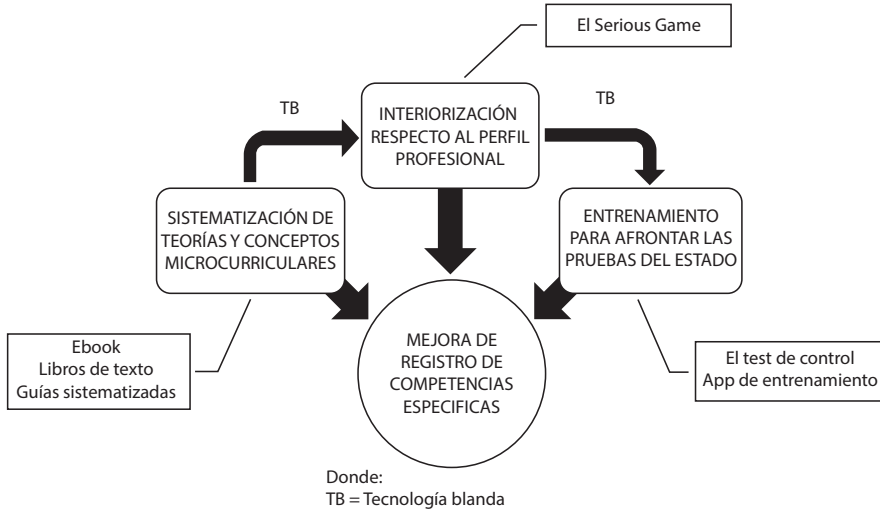 El Serious Game
TB
INTERIORIZACIÓN
RESPECTO AL PERFIL
PROFESIONAL
TB
SISTEMATIZACIÓN DE
TEORÍAS Y CONCEPTOS
MICROCURRICULARES
ENTRENAMIENTO
PARA AFRONTAR LAS
PRUEBAS DEL ESTADO
Ebook
Libros de texto
Guías sistematizadas
MEJORA DE
REGISTRO DE
COMPETENCIAS
ESPECIFICAS
El test de control
App de entrenamiento
Donde:
TB = Tecnología blanda